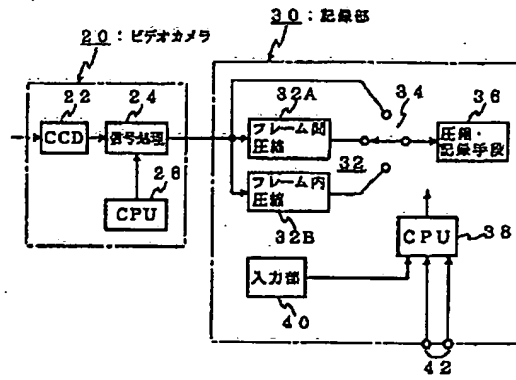 20:ビデオカメラ
22
24
CCD
信号処理
26
CPU
30:記録部
32A
フレーム間
圧縮
32
フレーム内
圧縮
32B
34
36
圧縮・
記録手段
CPU
38
入力部
40
42